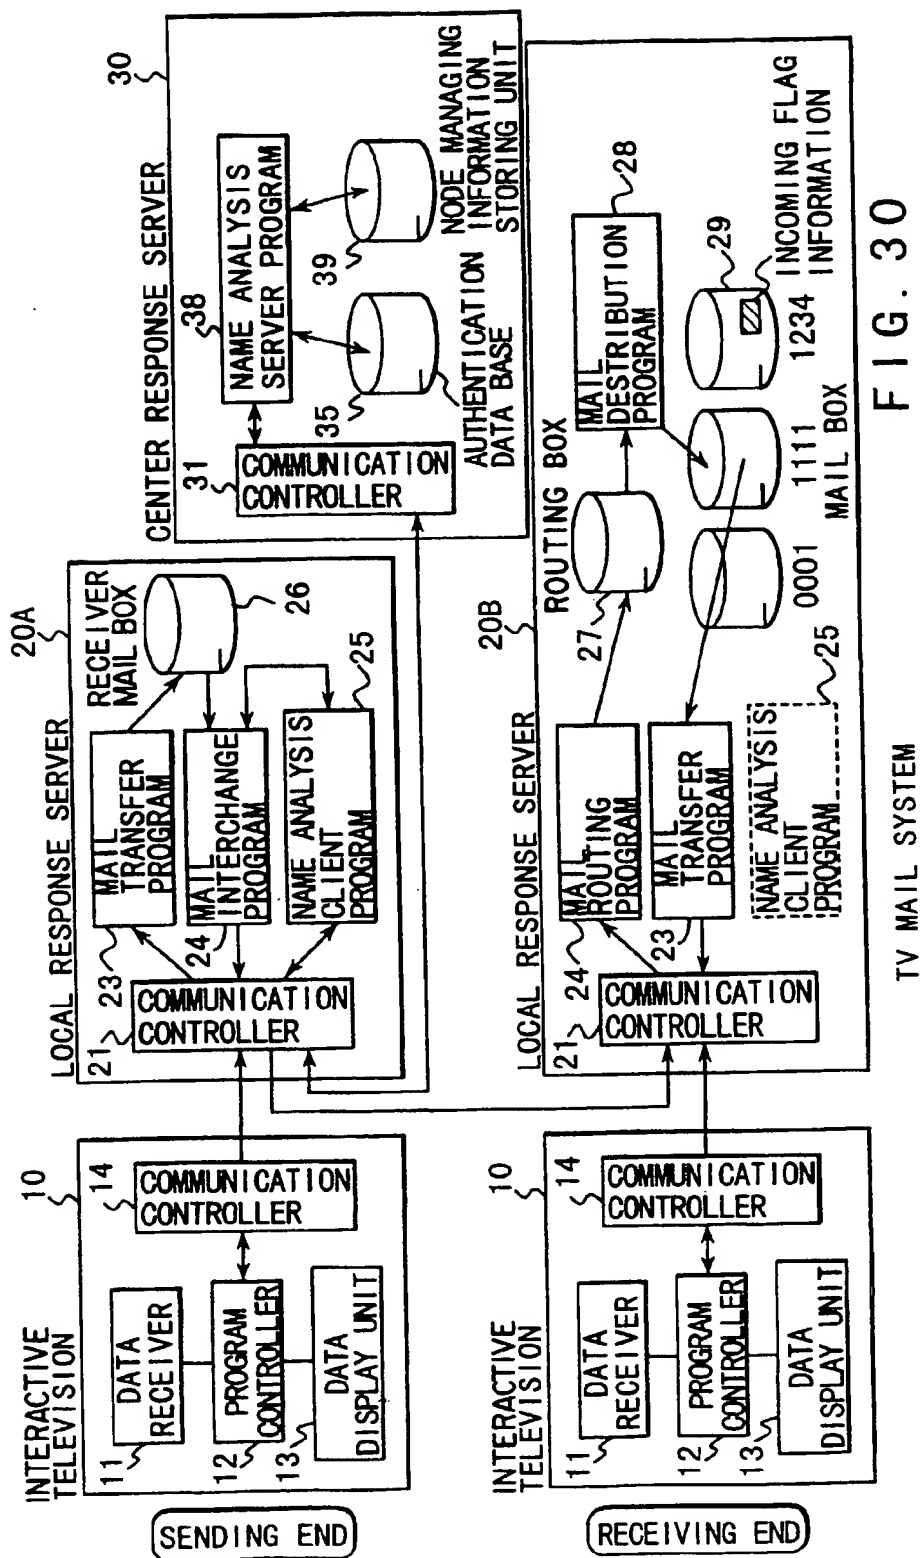 SENDING END
INTERACTIVE
TELEVISION
10
11
DATA
RECEIVER
12
PROGRAM
CONTROLLER
13
DATA
DISPLAY UNIT
14
COMMUNICATION
CONTROLLER
LOCAL RESPONSE SERVER
20A
21
COMMUNICATION
CONTROLLER
23
MAIL
TRANSFER
PROGRAM
24
MAIL
INTERCHANGE
PROGRAM
NAME ANALYSIS
CLIENT
PROGRAM
25
RECEIVER
MAIL BOX
26
CENTER RESPONSE SERVER
30
31
COMMUNICATION
CONTROLLER
38
NAME ANALYSIS
SERVER PROGRAM
35
AUTHENTICATION
DATA BASE
39
NODE MANAGING
INFORMATION
STORING UNIT
RECEIVING END
INTERACTIVE
TELEVISION
10
11
DATA
RECEIVER
12
PROGRAM
CONTROLLER
13
DATA
DISPLAY UNIT
14
COMMUNICATION
CONTROLLER
LOCAL RESPONSE SERVER
20B
21
COMMUNICATION
CONTROLLER
24
MAIL
ROUTING
PROGRAM
23
MAIL
TRANSFER
PROGRAM
NAME ANALYSIS
CLIENT
PROGRAM
25
ROUTING BOX
27
MAIL
DESTRIBUTION
PROGRAM
28
29
0001
1111
1234
MAIL BOX
INCOMING FLAG
INFORMATION
TV MAIL SYSTEM
FIG. 30